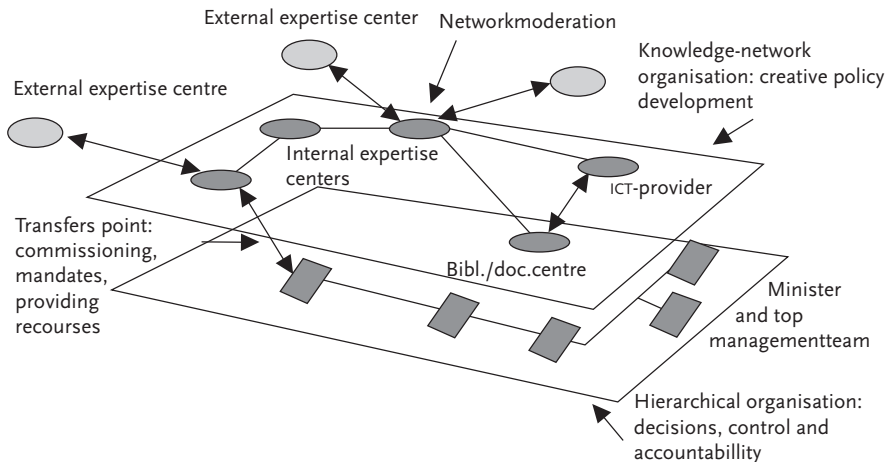 External expertise center
Networkmoderation
Knowledge-network
organisation: creative policy
development
External expertise centre
Internal expertise
centers
ICT-provider
Transfers point:
commissioning,
mandates,
providing
recourses
Bibl./doc.centre
Minister
and top
managementteam
Hierarchical organisation:
decisions, control and
accountabillity